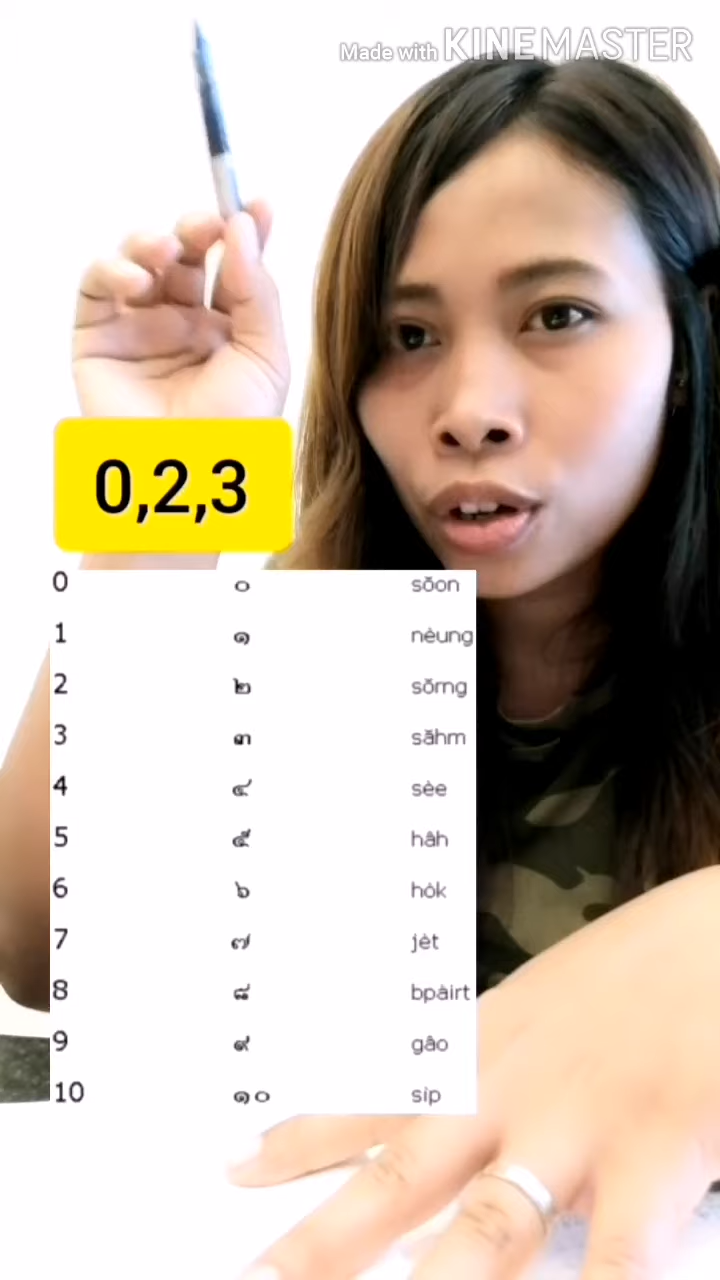 Made with KINEMASTER
0,2,3
0 ๐ sŏon
1 ๑ nèung
2 ๒ sŏrng
3 ๓ săhm
4 ๔ sèe
5 ๕ hâh
6 ๖ hòk
7 ๗ jèt
8 ๘ bpàirt
9 ๙ gâo
10 ๑๐ sìp